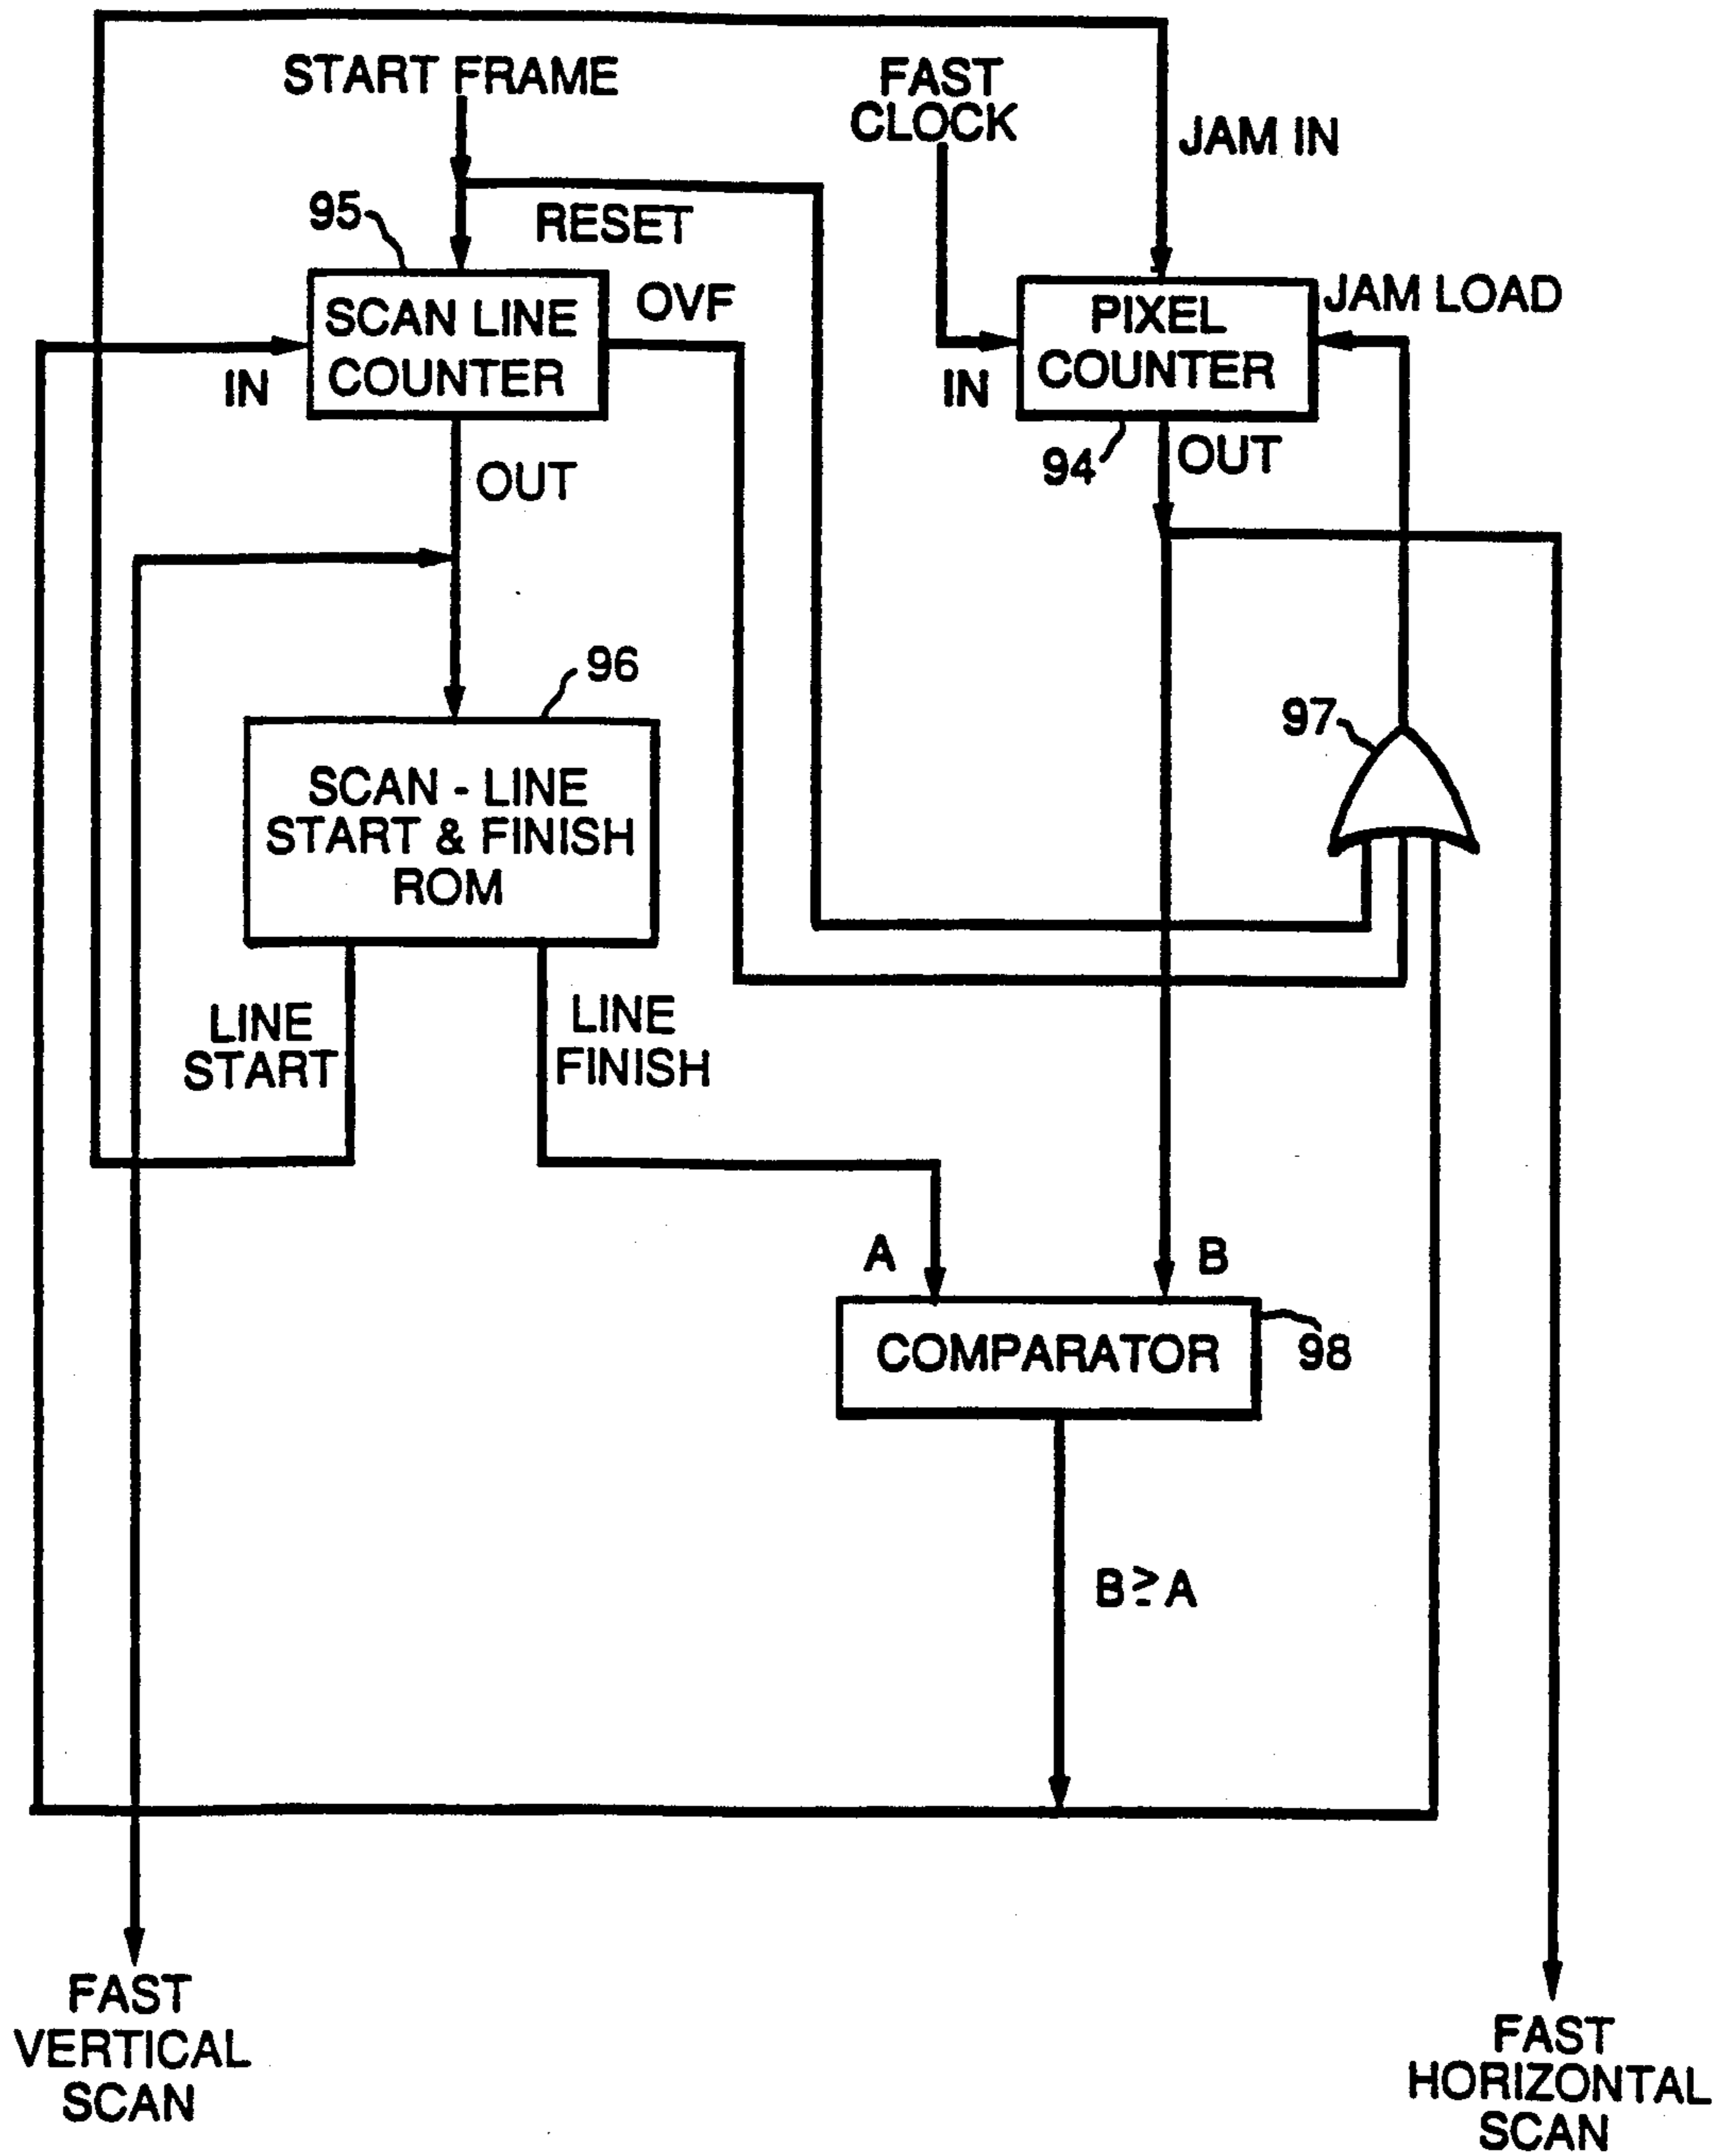 START FRAME
FAST
CLOCK
JAM IN
95
RESET
OVF
SCAN LINE
COUNTER
IN
JAM LOAD
PIXEL
COUNTER
IN
94
OUT
OUT
96
97
SCAN - LINE
START & FINISH
ROM
LINE
START
LINE
FINISH
A
B
COMPARATOR
98
B ≥ A
FAST
VERTICAL
SCAN
FAST
HORIZONTAL
SCAN